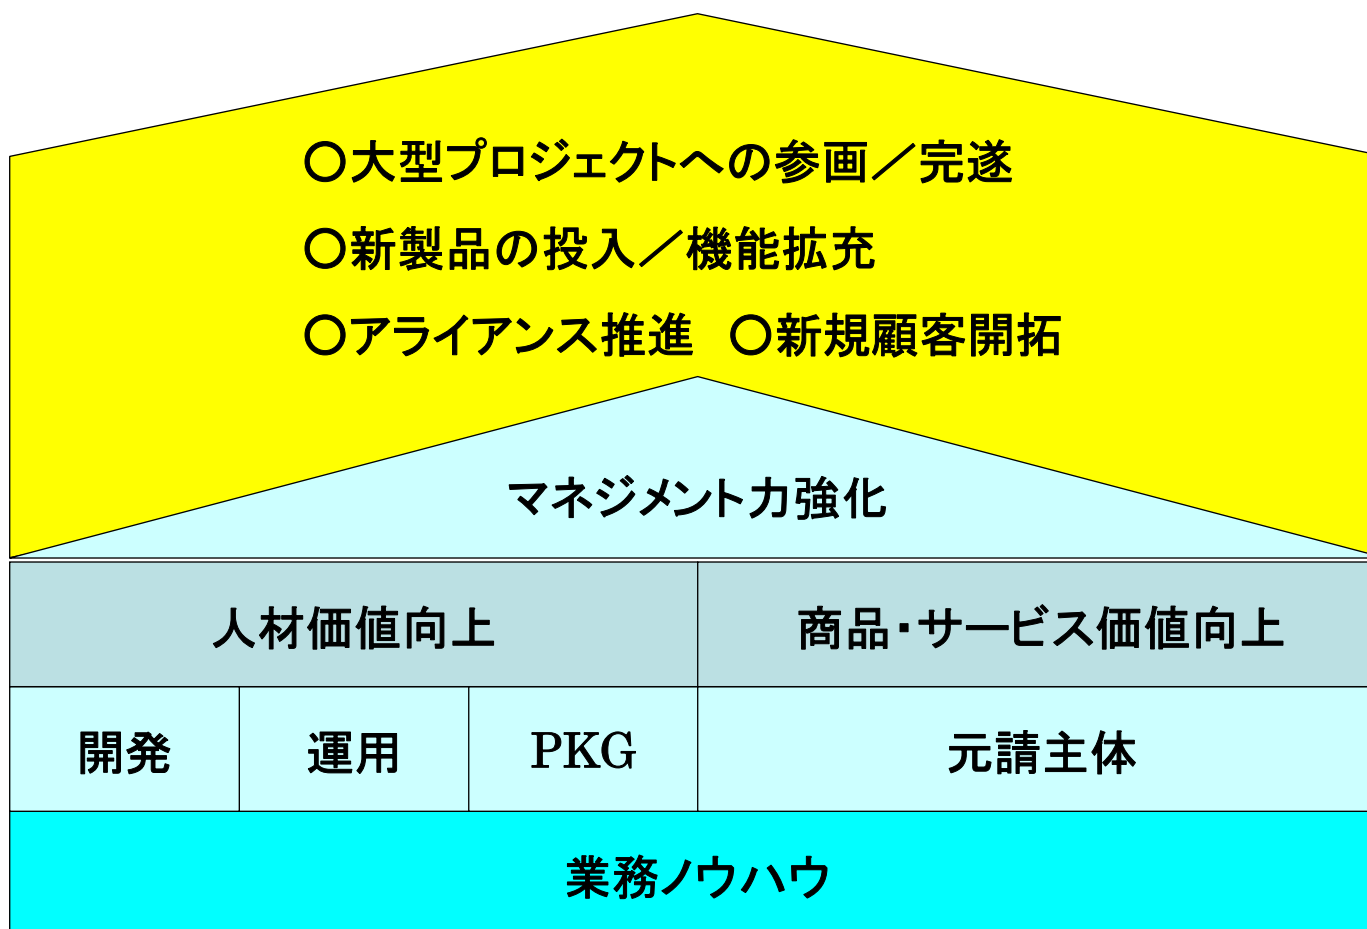 ○大型プロジェクトへの参画／完遂
○新製品の投入／機能拡充
○アライアンス推進　○新規顧客開拓
マネジメント力強化
人材価値向上　商品・サービス価値向上
開発　運用　PKG　元請主体
業務ノウハウ